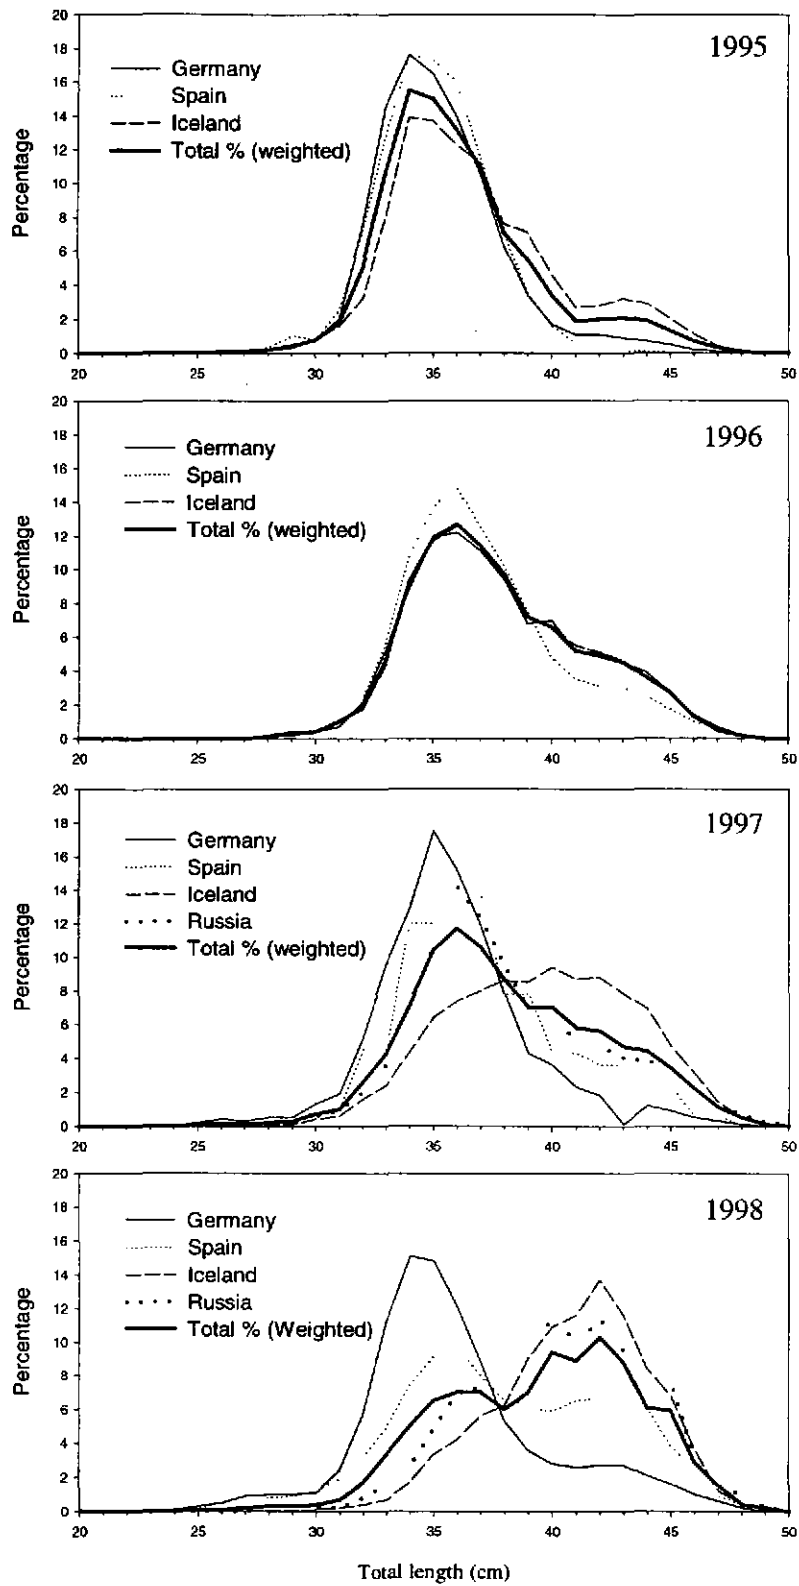 1995
Percentage
20
18
16
14
12
10
8
6
4
2
0
Germany
Spain
Iceland
Total % (weighted)
20 25 30 35 40 45 50
1996
Percentage
20
18
16
14
12
10
8
6
4
2
0
Germany
Spain
Iceland
Total % (weighted)
20 25 30 35 40 45 50
1997
Percentage
20
18
16
14
12
10
8
6
4
2
0
Germany
Spain
Iceland
Russia
Total % (weighted)
20 25 30 35 40 45 50
1998
Percentage
20
18
16
14
12
10
8
6
4
2
0
Germany
Spain
Iceland
Russia
Total % (Weighted)
20 25 30 35 40 45 50
Total length (cm)